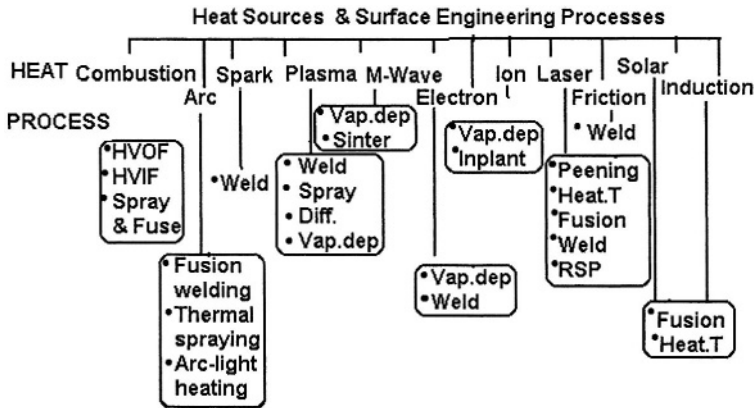 Heat Sources & Surface Engineering Processes
HEAT Combustion Arc Spark Plasma M-Wave Electron Ion Laser Friction Solar Induction
PROCESS
• HVOF
• HVIF
• Spray
& Fuse
• Fusion
welding
• Thermal
spraying
• Arc-light
heating
• Weld
• Weld
• Spray
• Diff.
• Vap.dep
• Vap.dep
• Sinter
• Vap.dep
• Weld
• Vap.dep
• Inplant
• Peening
• Heat.T
• Fusion
• Weld
• RSP
• Weld
• Fusion
• Heat.T